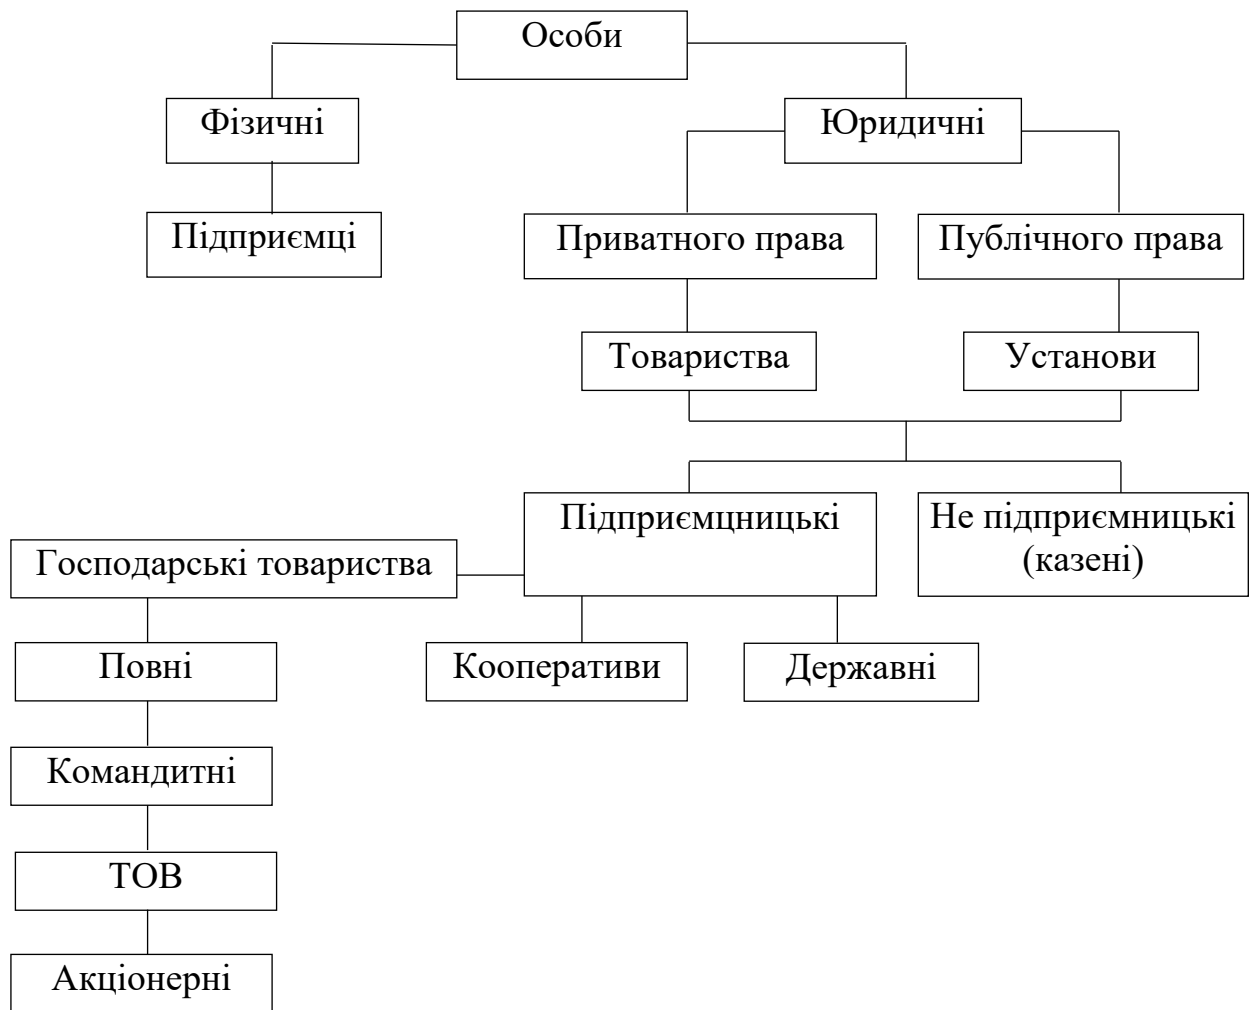 Особи
Фізичні
Юридичні
Підприємці
Приватного права
Публічного права
Товариства
Установи
Підприємцницькі
Не підприємницькі
(казені)
Господарські товариства
Повні
Кооперативи
Державні
Командитні
ТОВ
Акціонерні